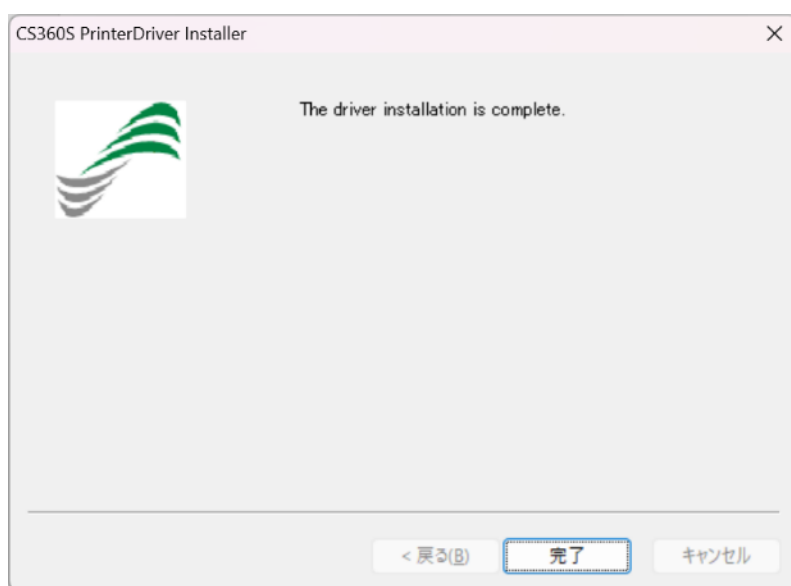 CS360S PrinterDriver Installer
The driver installation is complete.
< 戻る(B)
完了
キャンセル